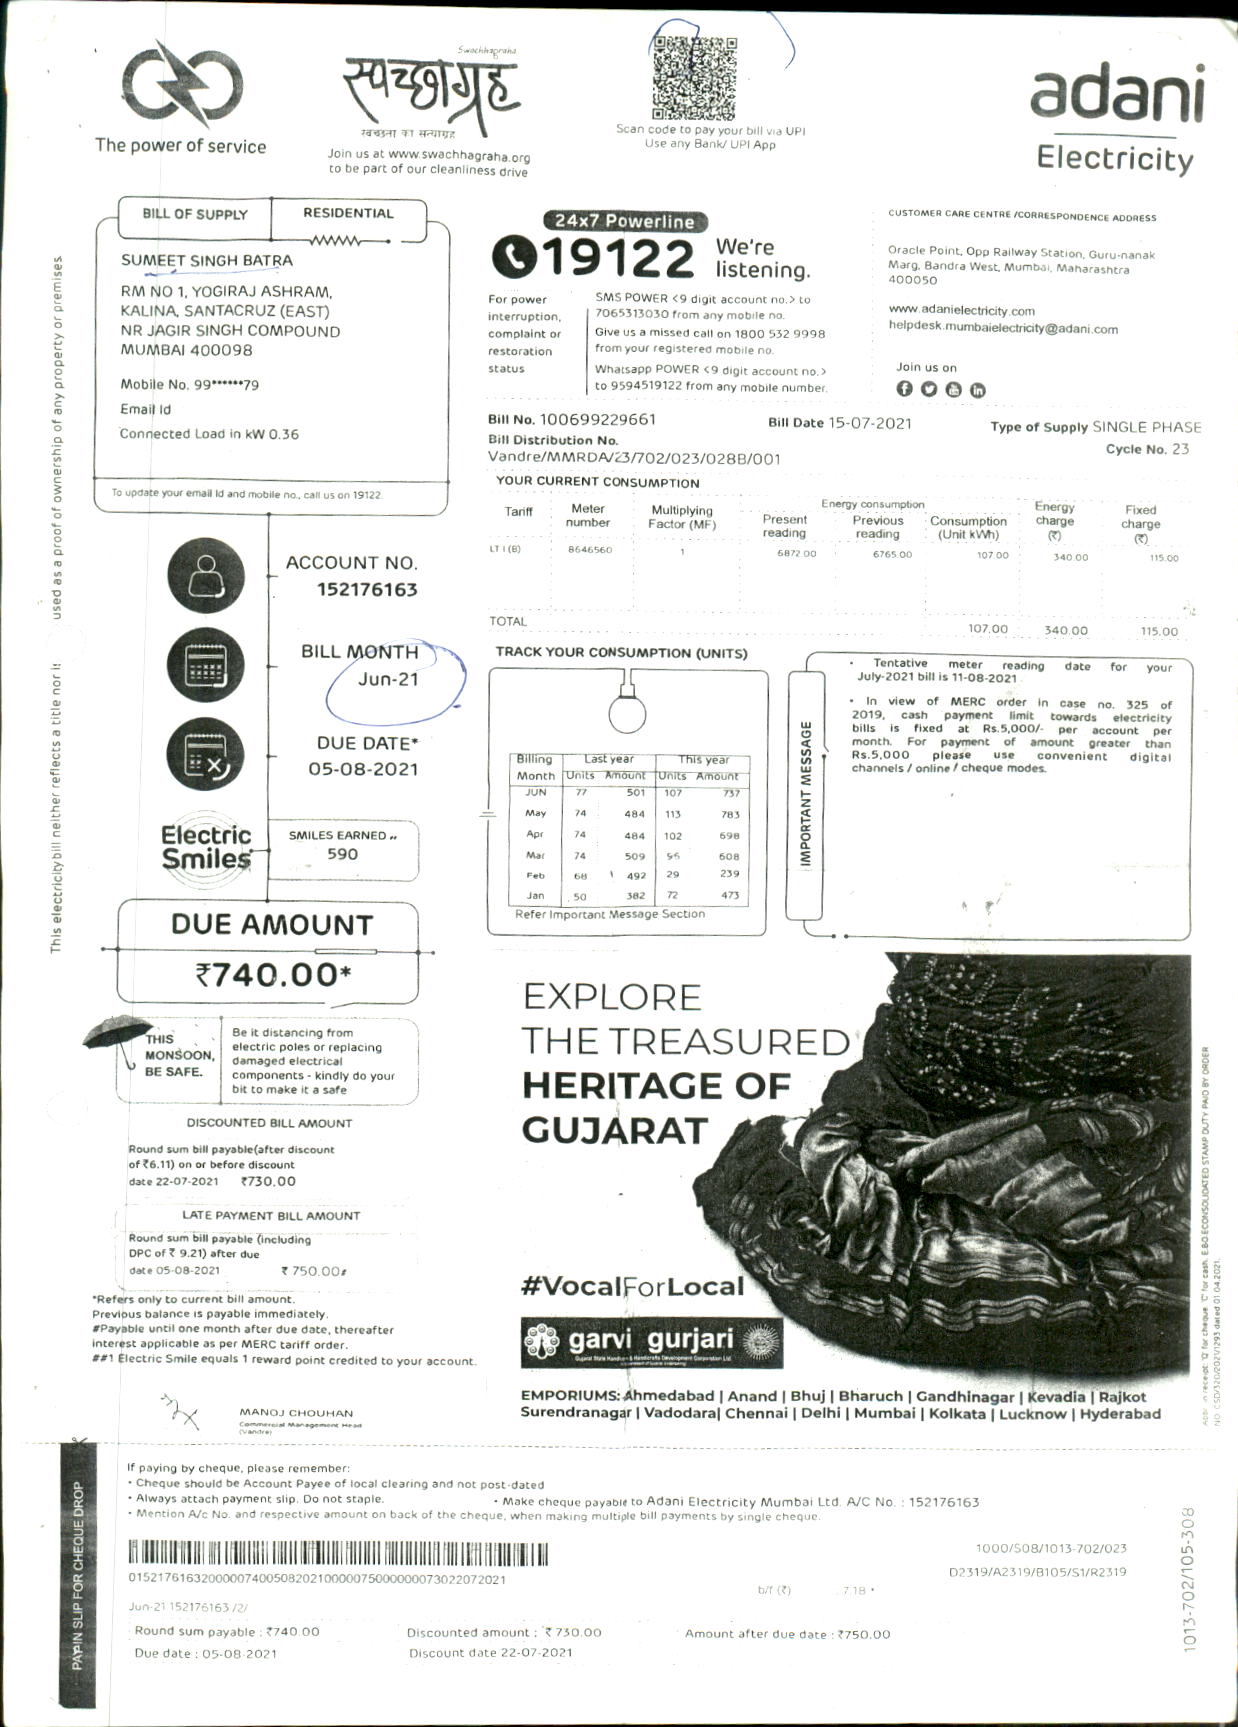 The power of service
Swachhagraha
स्वच्छाग्रह
स्वच्छता का सत्याग्रह
Join us at www.swachhagraha.org
to be part of our cleanliness drive
Scan code to pay your bill via UPI
Use any Bank/ UPI App
adani
Electricity
BILL OF SUPPLY
RESIDENTIAL
SUMEET SINGH BATRA
RM NO 1, YOGIRAJ ASHRAM,
KALINA, SANTACRUZ (EAST)
NR JAGIR SINGH COMPOUND
MUMBAI 400098
Mobile No. 99******79
Email Id
Connected Load in kW 0.36
To update your email Id and mobile no., call us on 19122.
24x7 Powerline
19122 We're listening.
For power interruption, complaint or restoration status
SMS POWER <9 digit account no.> to
7065313030 from any mobile no.
Give us a missed call on 1800 532 9998
from your registered mobile no.
Whatsapp POWER <9 digit account no.>
to 9594519122 from any mobile number.
CUSTOMER CARE CENTRE /CORRESPONDENCE ADDRESS
Oracle Point, Opp Railway Station, Guru-nanak
Marg, Bandra West, Mumbai, Maharashtra
400050
www.adanielectricity.com
helpdesk.mumbaielectricity@adani.com
Join us on
Bill No. 100699229661
Bill Date 15-07-2021
Type of Supply SINGLE PHASE
Bill Distribution No.
Vandre/MMRDA/23/702/023/028B/001
Cycle No. 23
YOUR CURRENT CONSUMPTION
Tariff Meter number Multiplying Factor (MF) Energy consumption Present reading Previous reading Consumption (Unit kWh) Energy charge (₹) Fixed charge (₹)
LT I (B) 8646560 1 6872.00 6765.00 107.00 340.00 115.00
TOTAL 107.00 340.00 115.00
ACCOUNT NO.
152176163
BILL MONTH
Jun-21
DUE DATE*
05-08-2021
Electric
Smiles
SMILES EARNED
590
DUE AMOUNT
₹740.00*
TRACK YOUR CONSUMPTION (UNITS)
Billing Month Last year This year
Units Amount Units Amount
JUN 77 501 107 737
May 74 484 113 783
Apr 74 484 102 698
Mar 74 509 608
Feb 68 492 29 239
Jan 50 382 72 473
Refer Important Message Section
IMPORTANT MESSAGE
• Tentative meter reading date for your
July-2021 bill is 11-08-2021
• In view of MERC order in case no. 325 of
2019, cash payment limit towards electricity
bills is fixed at Rs.5,000/- per account per
month. For payment of amount greater than
Rs.5,000 please use convenient digital
channels / online / cheque modes.
THIS
MONSOON,
BE SAFE.
Be it distancing from
electric poles or replacing
damaged electrical
components - kindly do your
bit to make it a safe
DISCOUNTED BILL AMOUNT
Round sum bill payable(after discount
of ₹6.11) on or before discount
date 22-07-2021 ₹730.00
LATE PAYMENT BILL AMOUNT
Round sum bill payable (including
DPC of ₹ 9.21) after due
date 05-08-2021 ₹ 750.00#
*Refers only to current bill amount.
Previous balance is payable immediately.
#Payable until one month after due date, thereafter
interest applicable as per MERC tariff order.
##1 Electric Smile equals 1 reward point credited to your account.
MANOJ CHOUHAN
Commercial Management Head
(Vandre)
EXPLORE
THE TREASURED
HERITAGE OF
GUJARAT
#VocalForLocal
garvi gurjari
EMPORIUMS: Ahmedabad | Anand | Bhuj | Bharuch | Gandhinagar | Kevadia | Rajkot
Surendranagar | Vadodara| Chennai | Delhi | Mumbai | Kolkata | Lucknow | Hyderabad
This electricity bill neither reflects a title nor is used as a proof of ownership of any property or premises
PAY-IN SLIP FOR CHEQUE DROP
If paying by cheque, please remember:
• Cheque should be Account Payee of local clearing and not post-dated
• Always attach payment slip. Do not staple.
• Make cheque payable to Adani Electricity Mumbai Ltd. A/C No. : 152176163
• Mention A/c No. and respective amount on back of the cheque, when making multiple bill payments by single cheque.
1000/S08/1013-702/023
D2319/A2319/B105/S1/R2319
b/f (₹) 7.18
Jun-21 152176163 /2/
Round sum payable : ₹740.00
Discounted amount : ₹ 730.00
Amount after due date : ₹750.00
Due date : 05-08-2021
Discount date 22-07-2021
1013-702/105-308